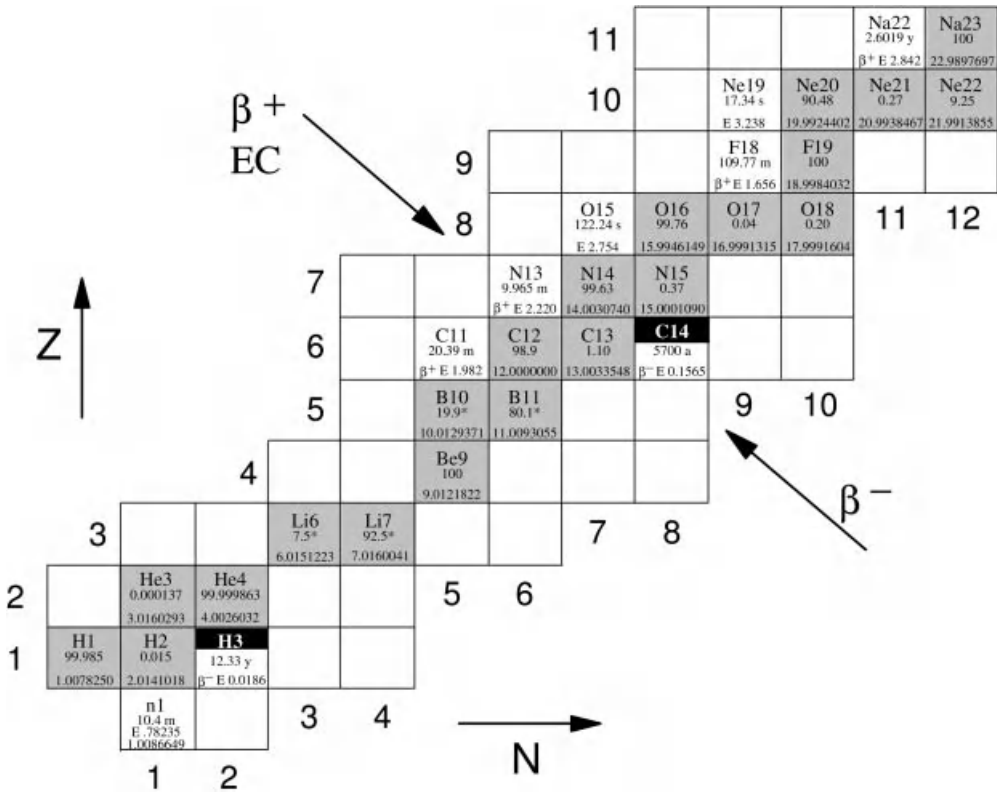 11
Na22
2.6019 y
β+ E 2.842
Na23
100
22.9897697
10
Ne19
17.34 s
E 3.238
Ne20
90.48
19.9924402
Ne21
0.27
20.9938467
Ne22
9.25
21.9913855
β +
EC
9
F18
109.77 m
β+ E 1.656
F19
100
18.9984032
8
O15
122.24 s
E 2.754
O16
99.76
15.9946149
O17
0.04
16.9991315
O18
0.20
17.9991604
11
12
7
N13
9.965 m
β+ E 2.220
N14
99.63
14.0030740
N15
0.37
15.0001090
Z
6
C11
20.39 m
β+ E 1.982
C12
98.9
12.0000000
C13
1.10
13.0033548
C14
5700 a
β− E 0.1565
5
B10
19.9*
10.0129371
B11
80.1*
11.0093055
9
10
4
Be9
100
9.0121822
β −
3
Li6
7.5*
6.0151223
Li7
92.5*
7.0160041
7
8
2
He3
0.000137
3.0160293
He4
99.999863
4.0026032
5
6
1
H1
99.985
1.0078250
H2
0.015
2.0141018
H3
12.33 y
β− E 0.0186
n1
10.4 m
E .78235
1.0086649
3
4
N
1
2